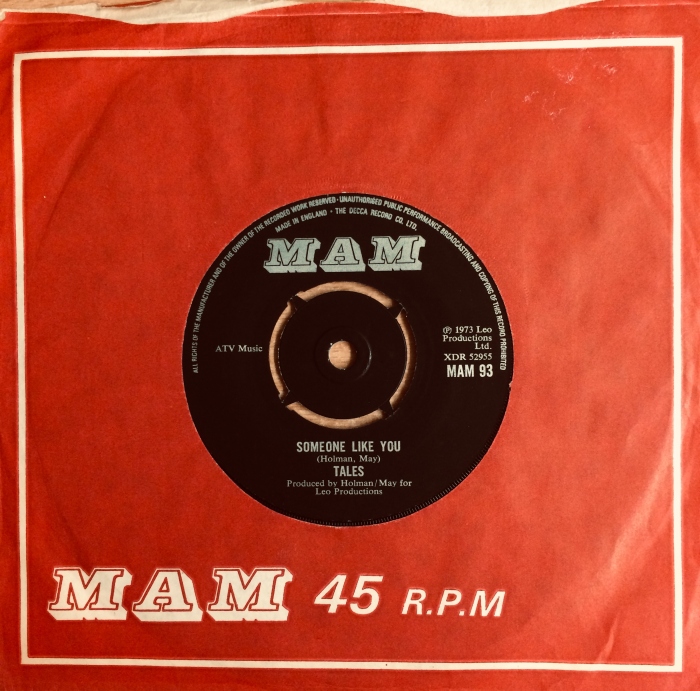 ALL RIGHTS OF THE MANUFACTURER AND OF THE OWNER OF THE RECORDED WORK RESERVED · UNAUTHORISED PUBLIC PERFORMANCE BROADCASTING AND COPYING OF THIS RECORD PROHIBITED
MADE IN ENGLAND · THE DECCA RECORD CO. LTD.
MAM
ATV Music
℗ 1973 Leo
Productions
Ltd.
XDR 52955
MAM 93
SOMEONE LIKE YOU
(Holman, May)
TALES
Produced by Holman/May for
Leo Productions
MAM 45 R.P.M